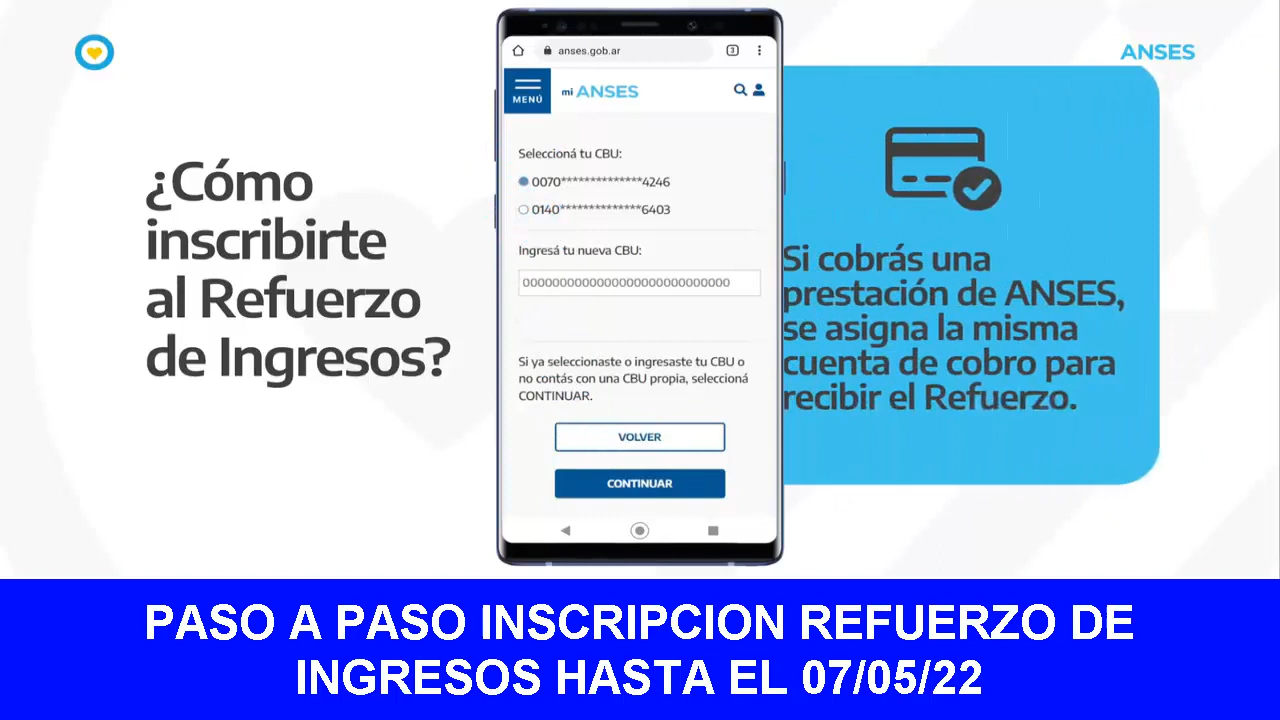 ANSES
¿Cómo
inscribirte
al Refuerzo
de Ingresos?
anses.gob.ar
3
MENÚ
mi ANSES
Seleccioná tu CBU:
0070**************4246
0140**************6403
Ingresá tu nueva CBU:
00000000000000000000000000
Si ya seleccionaste o ingresaste tu CBU o
no contás con una CBU propia, seleccioná
CONTINUAR.
VOLVER
CONTINUAR
Si cobrás una
prestación de ANSES,
se asigna la misma
cuenta de cobro para
recibir el Refuerzo.
PASO A PASO INSCRIPCION REFUERZO DE
INGRESOS HASTA EL 07/05/22